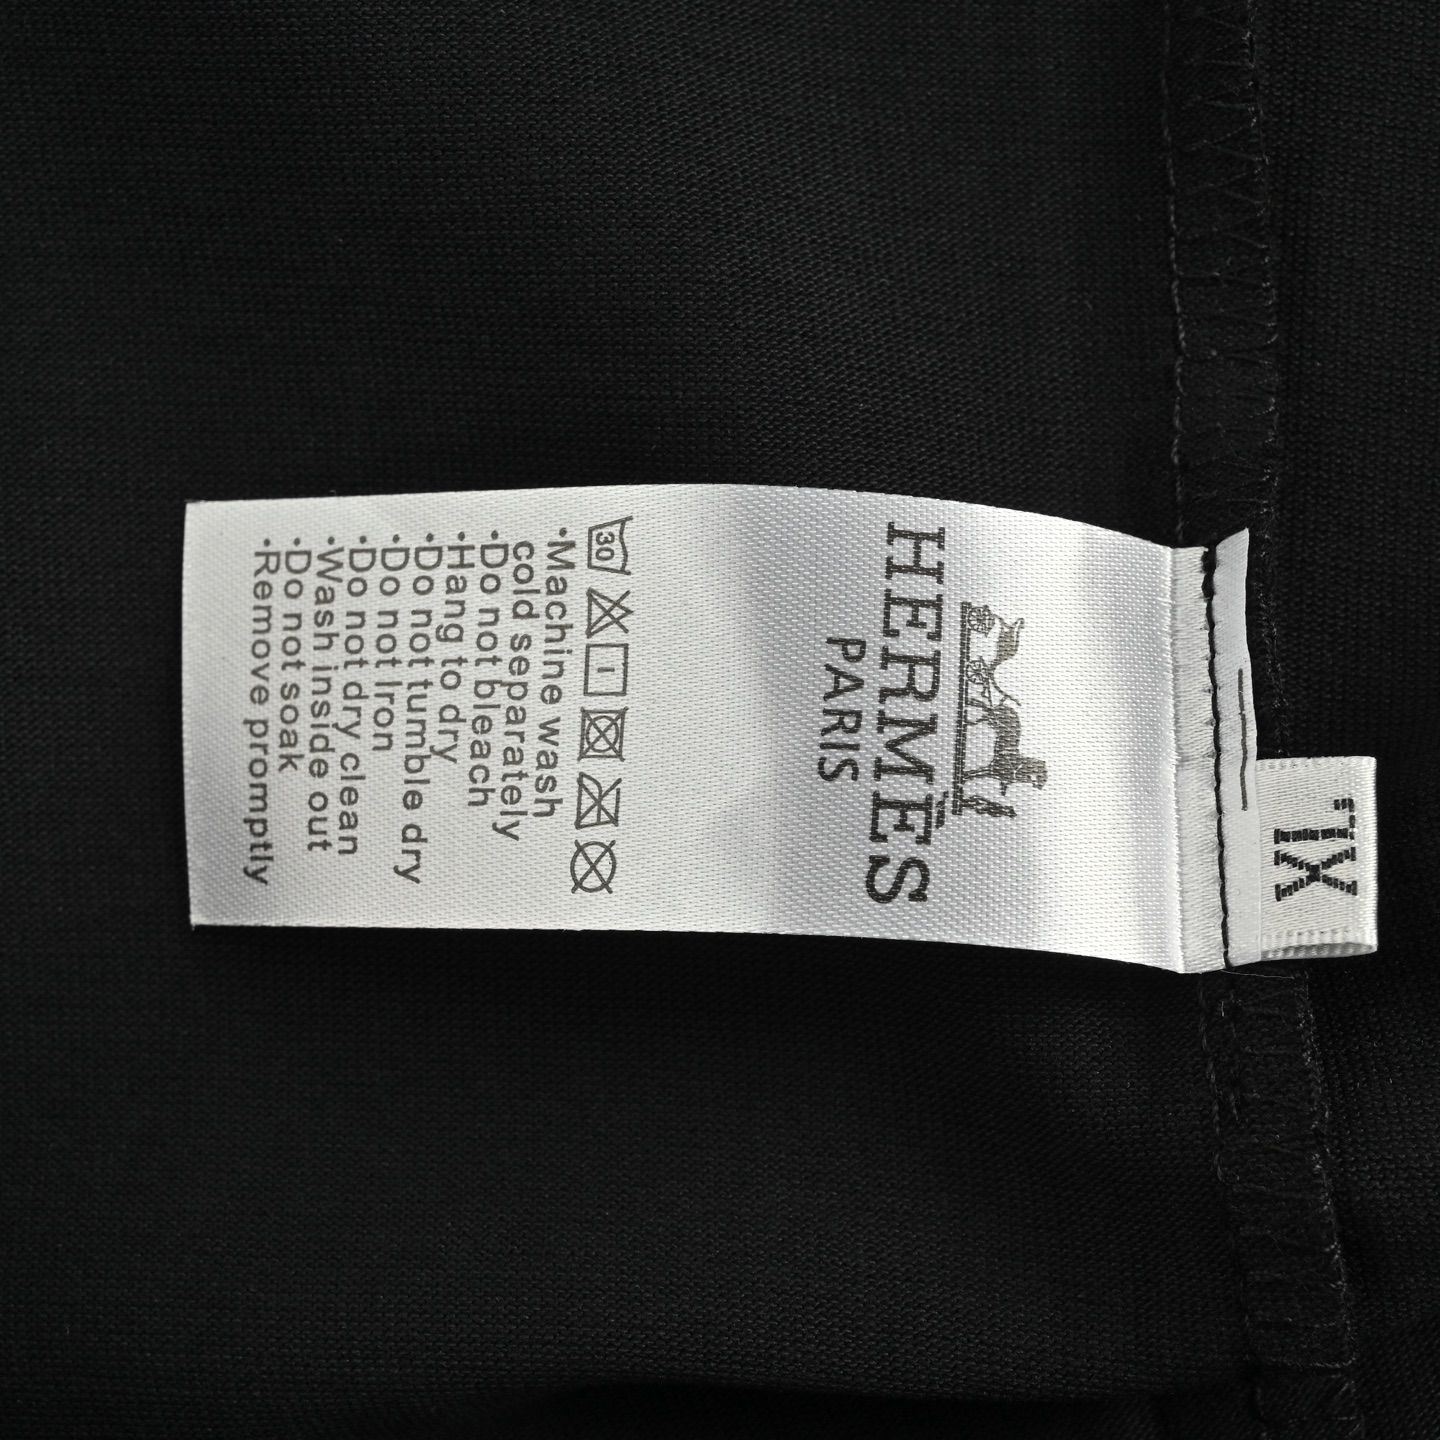 XL
HERMÈS
PARIS
30
·Machine wash
cold separately
·Do not bleach
·Hang to dry
·Do not tumble dry
·Do not Iron
·Do not dry clean
·Wash inside out
·Do not soak
·Remove promptly